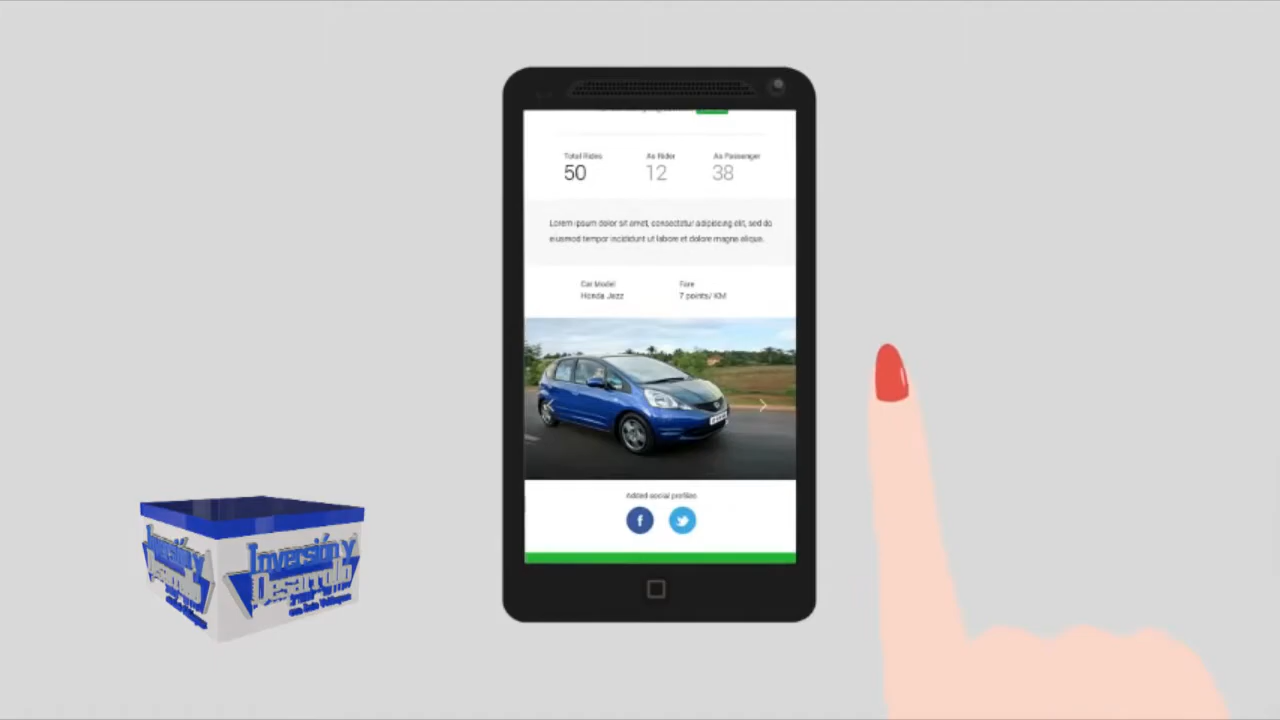 Total Rides
50
As Rider
12
As Passenger
38
Lorem ipsum dolor sit amet, consectetur adipiscing elit, sed do
eiusmod tempor incididunt ut labore et dolore magna aliqua.
Car Model
Honda Jazz
Fare
7 points/ KM
Added social profiles
Inversión y
Desarrollo
Inversión y
Desarrollo